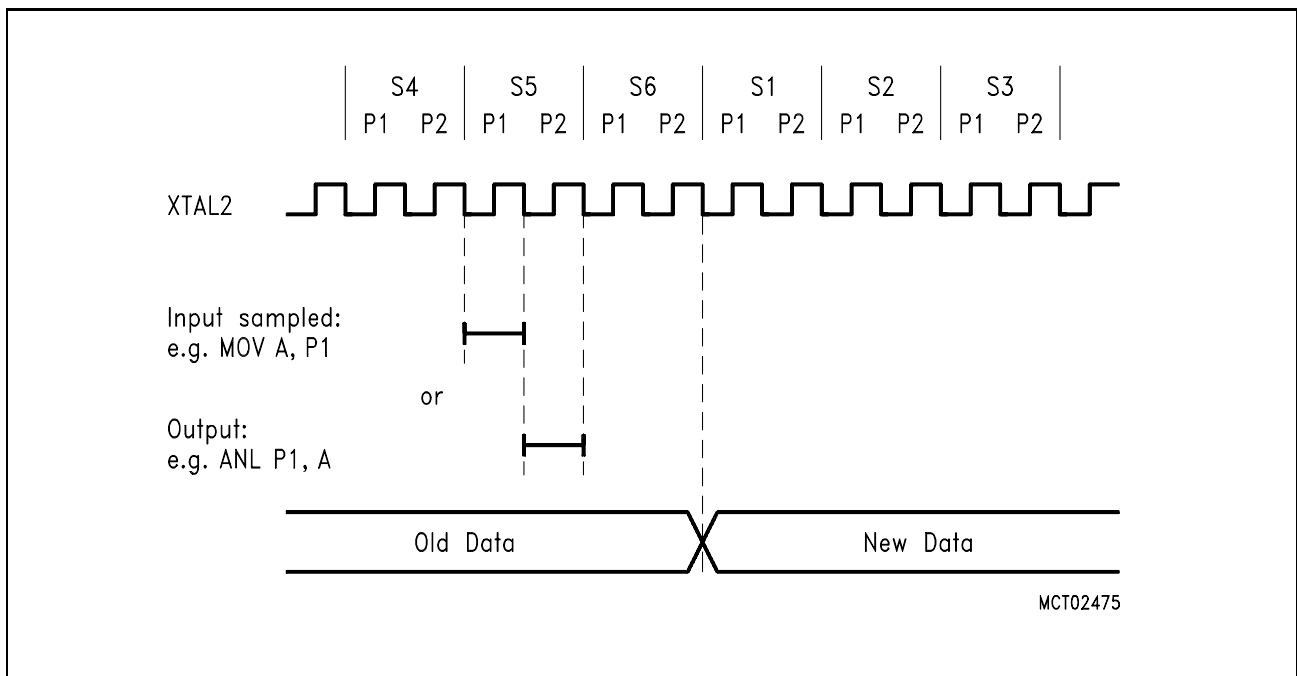 S4 S5 S6 S1 S2 S3
P1 P2 P1 P2 P1 P2 P1 P2 P1 P2 P1 P2
XTAL2
Input sampled:
e.g. MOV A, P1
or
Output:
e.g. ANL P1, A
Old Data New Data
MCT02475